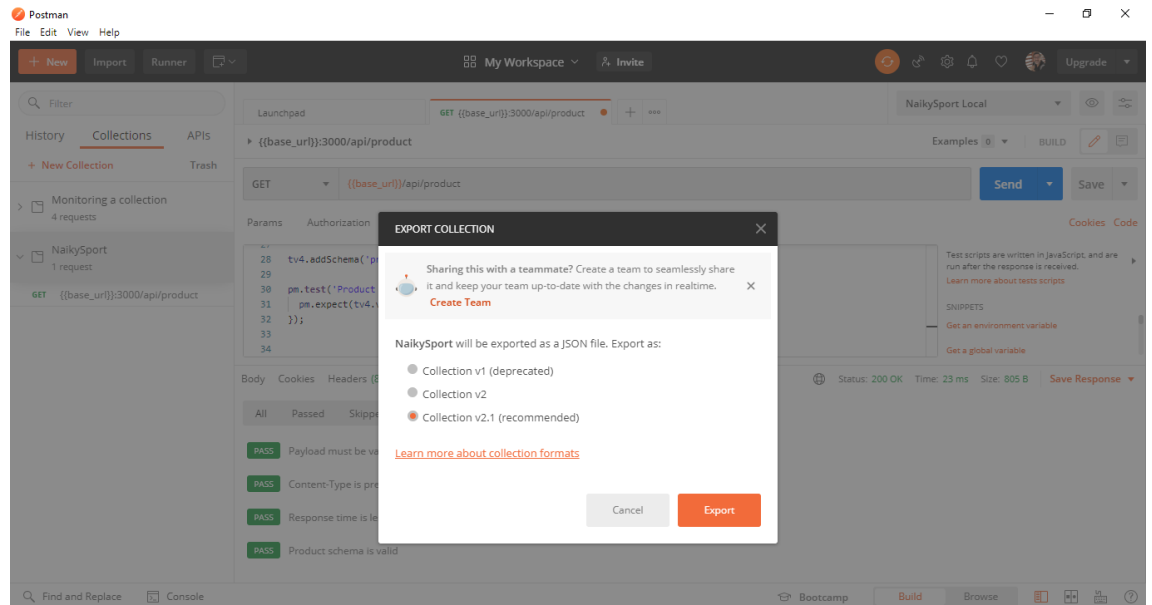 Postman
File Edit View Help
+ New Import Runner My Workspace Invite Upgrade
Filter
History Collections APIs
+ New Collection Trash
Monitoring a collection
4 requests
NaikySport
1 request
GET {{base_url}}:3000/api/product
Launchpad GET {{base_url}}:3000/api/product + ••• NaikySport Local
{{base_url}}:3000/api/product Examples 0 BUILD
GET {{base_url}}/api/product Send Save
Params Authorization Cookies Code
28 tv4.addSchema('p
29
30 pm.test('Product
31 pm.expect(tv4.
32 });
33
34
Test scripts are written in JavaScript, and are
run after the response is received.
Learn more about tests scripts
SNIPPETS
Get an environment variable
Get a global variable
Body Cookies Headers (8 Status: 200 OK Time: 23 ms Size: 805 B Save Response
All Passed Skippe
PASS Payload must be va
PASS Content-Type is pre
PASS Response time is le
PASS Product schema is valid
EXPORT COLLECTION
Sharing this with a teammate? Create a team to seamlessly share
it and keep your team up-to-date with the changes in realtime.
Create Team
NaikySport will be exported as a JSON file. Export as:
Collection v1 (deprecated)
Collection v2
Collection v2.1 (recommended)
Learn more about collection formats
Cancel Export
Find and Replace Console Bootcamp Build Browse